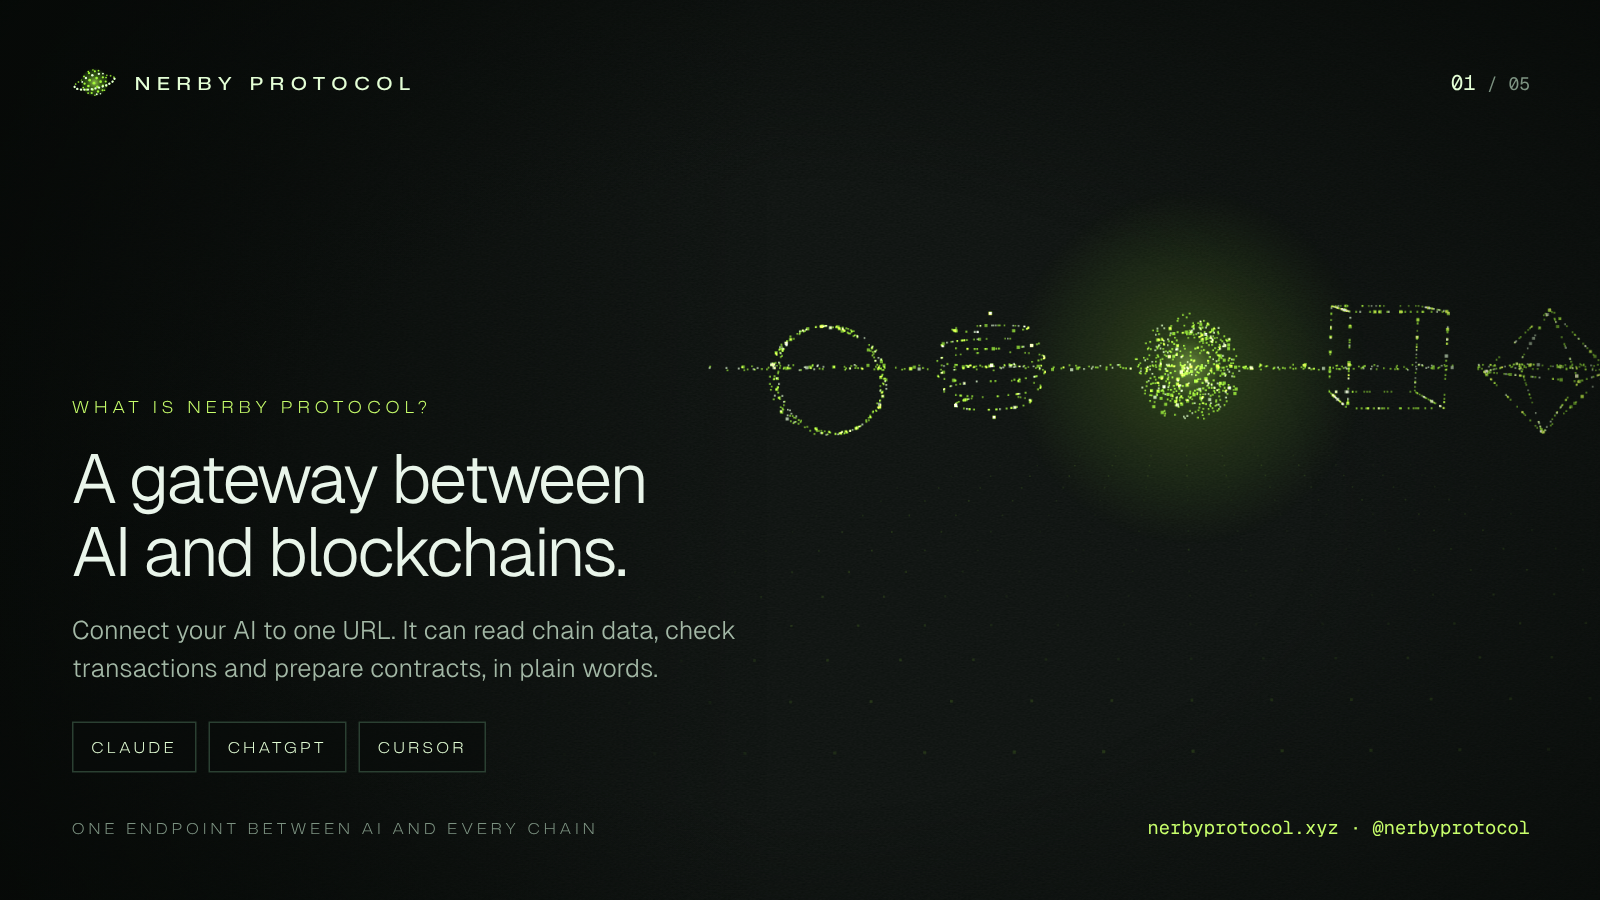 NERBY PROTOCOL
01 / 05
WHAT IS NERBY PROTOCOL?
A gateway between
AI and blockchains.
Connect your AI to one URL. It can read chain data, check
transactions and prepare contracts, in plain words.
CLAUDE CHATGPT CURSOR
ONE ENDPOINT BETWEEN AI AND EVERY CHAIN
nerbyprotocol.xyz · @nerbyprotocol